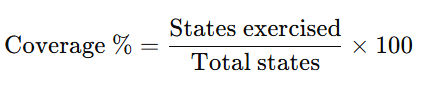 Coverage % = States exercised / Total states × 100